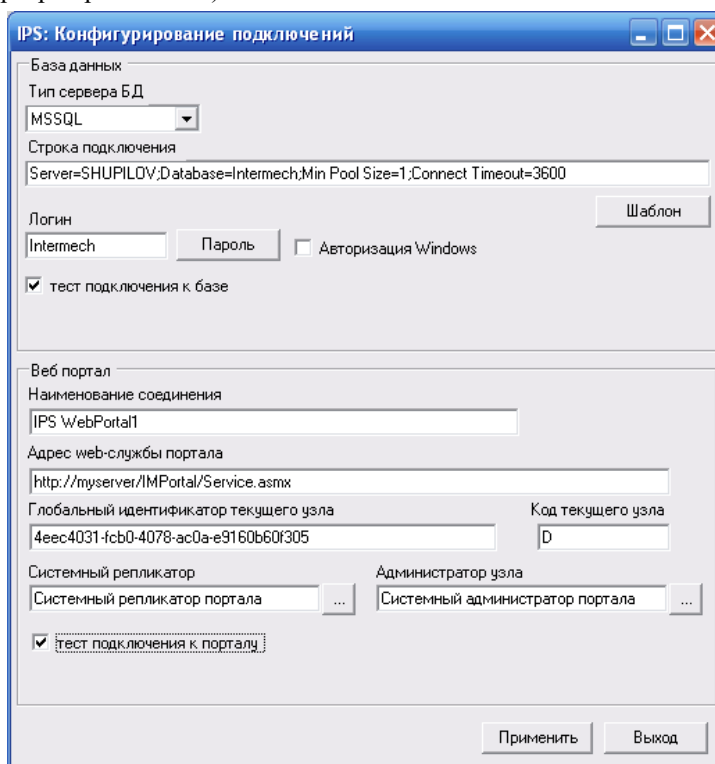 IPS: Конфигурирование подключений
База данных
Тип сервера БД
MSSQL
Строка подключения
Server=SHUPILOV;Database=Intermech;Min Pool Size=1;Connect Timeout=3600
Шаблон
Логин
Intermech Пароль Авторизация Windows
тест подключения к базе
Веб портал
Наименование соединения
IPS WebPortal1
Адрес web-службы портала
http://myserver/IMPortal/Service.asmx
Глобальный идентификатор текущего узла Код текущего узла
4eec4031-fcb0-4078-ac0a-e9160b60f305 D
Системный репликатор Администратор узла
Системный репликатор портала ... Системный администратор портала ...
тест подключения к порталу
Применить Выход